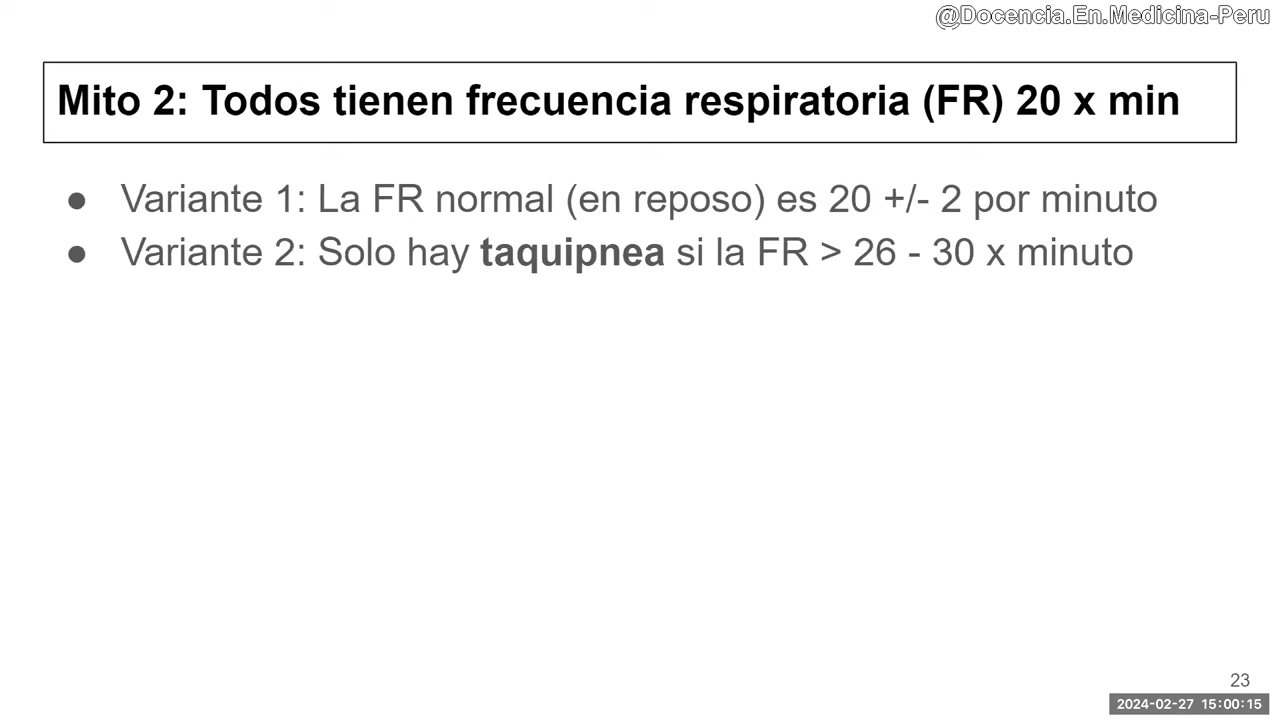 @Docencia.En.Medicina-Peru
Mito 2: Todos tienen frecuencia respiratoria (FR) 20 x min
● Variante 1: La FR normal (en reposo) es 20 +/- 2 por minuto
● Variante 2: Solo hay taquipnea si la FR > 26 - 30 x minuto
23
2024-02-27 15:00:15